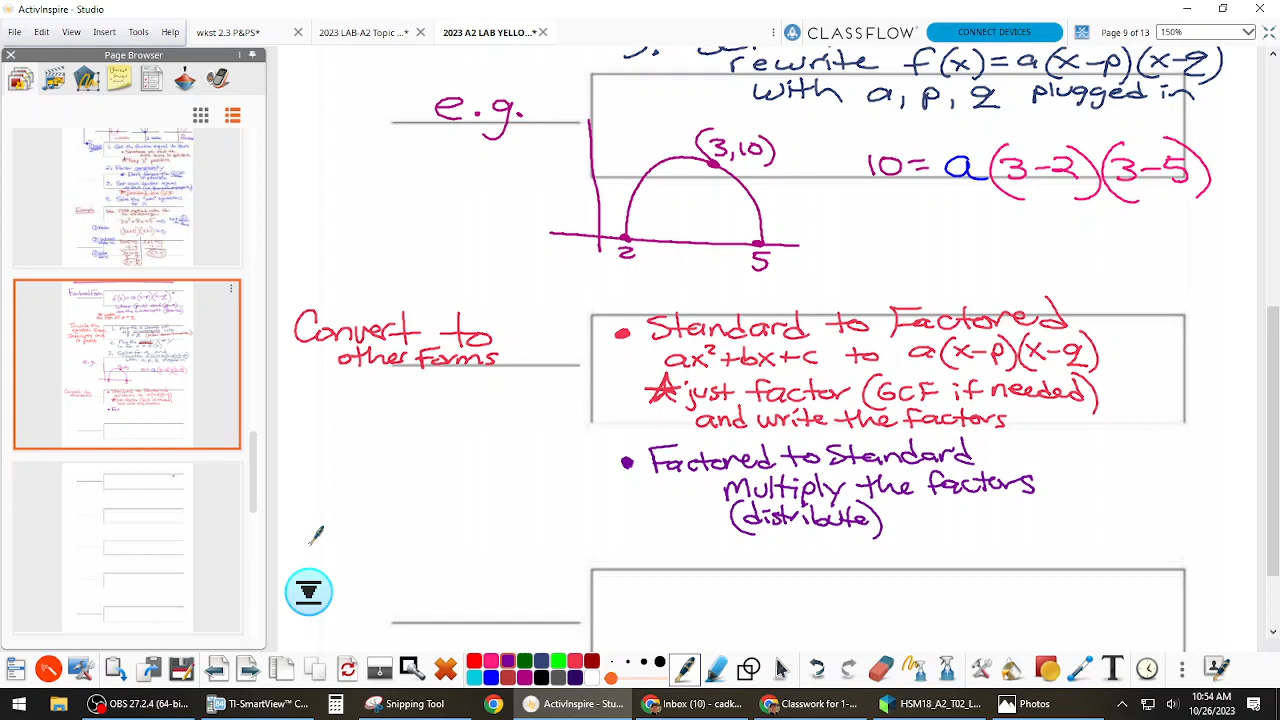 ActivInspire - Studio
File Edit View Insert Tools Help
wkst 2.3 P&PS*
2023 LAB YELLOW ... c...*
2023 A2 LAB YELLO...*
CLASSFLOW
CONNECT DEVICES
Page 9 of 13
150%
Page Browser
rewrite f(x)=a(x-p)(x-q)
with a, p, q plugged in
e.g.
(3,10)
10= a(3-2)(3-5)
2
5
Convert to
other forms
• Standard to Factored
ax²+bx+c to a(x-p)(x-q)
☆just factor (GCF if needed)
and write the factors
• Factored to Standard
Multiply the factors
(distribute)
OBS 27.2.4 (64-b...
TI-SmartView™ C...
Snipping Tool
ActivInspire - Studio
Inbox (10) - cadk...
Classwork for 1-...
HSM18_A2_T02_L...
Photos
10:54 AM
10/26/2023